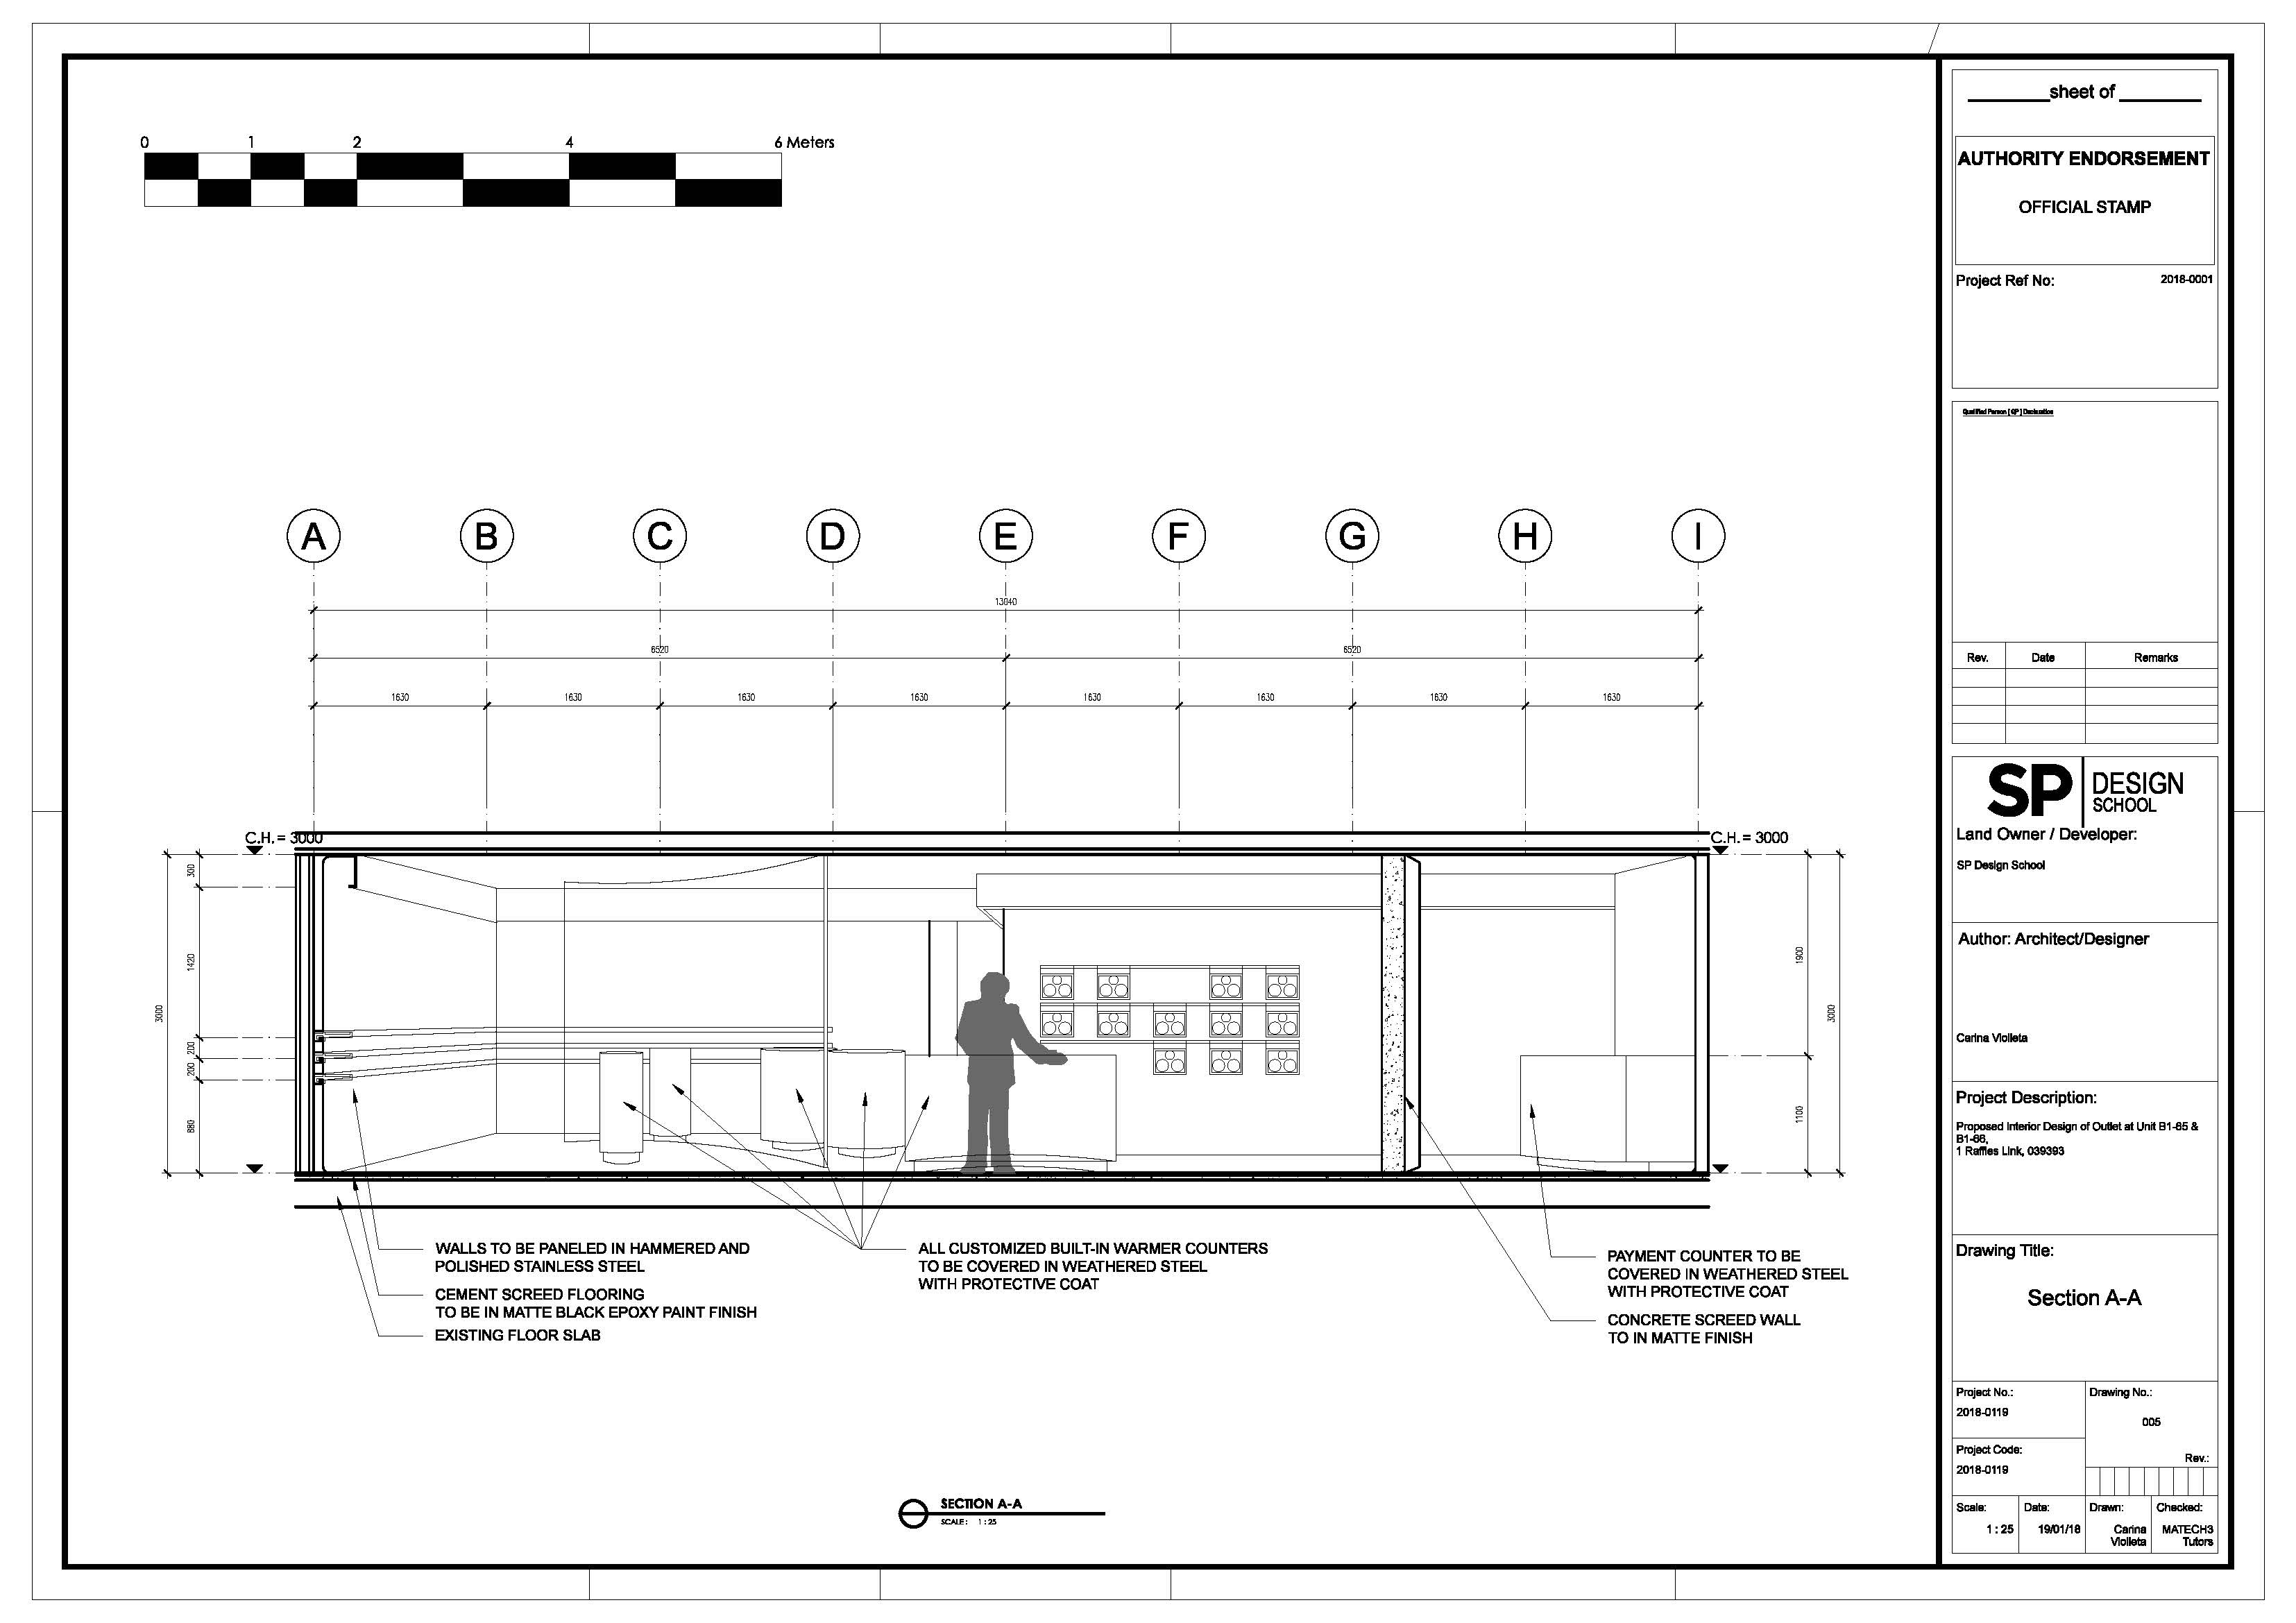 0 1 2 4 6 Meters
A B C D E F G H I
13040
6520 6520
1630 1630 1630 1630 1630 1630 1630 1630
C.H. = 3000 C.H. = 3000
300
1420
200
200
880
3000
1900
1100
3000
WALLS TO BE PANELED IN HAMMERED AND
POLISHED STAINLESS STEEL
CEMENT SCREED FLOORING
TO BE IN MATTE BLACK EPOXY PAINT FINISH
EXISTING FLOOR SLAB
ALL CUSTOMIZED BUILT-IN WARMER COUNTERS
TO BE COVERED IN WEATHERED STEEL
WITH PROTECTIVE COAT
PAYMENT COUNTER TO BE
COVERED IN WEATHERED STEEL
WITH PROTECTIVE COAT
CONCRETE SCREED WALL
TO IN MATTE FINISH
SECTION A-A
SCALE : 1 : 25
sheet of
AUTHORITY ENDORSEMENT
OFFICIAL STAMP
Project Ref No: 2018-0001
Qualified Person [ QP ] Declaration
Rev. Date Remarks
SP DESIGN
SCHOOL
Land Owner / Developer:
SP Design School
Author: Architect/Designer
Carina Violleta
Project Description:
Proposed Interior Design of Outlet at Unit B1-65 &
B1-66,
1 Raffles Link, 039393
Drawing Title:
Section A-A
Project No.: Drawing No.:
2018-0119
005
Project Code:
Rev.:
2018-0119
Scale: Date: Drawn: Checked:
1 : 25 19/01/18 Carina MATECH3
Violleta Tutors